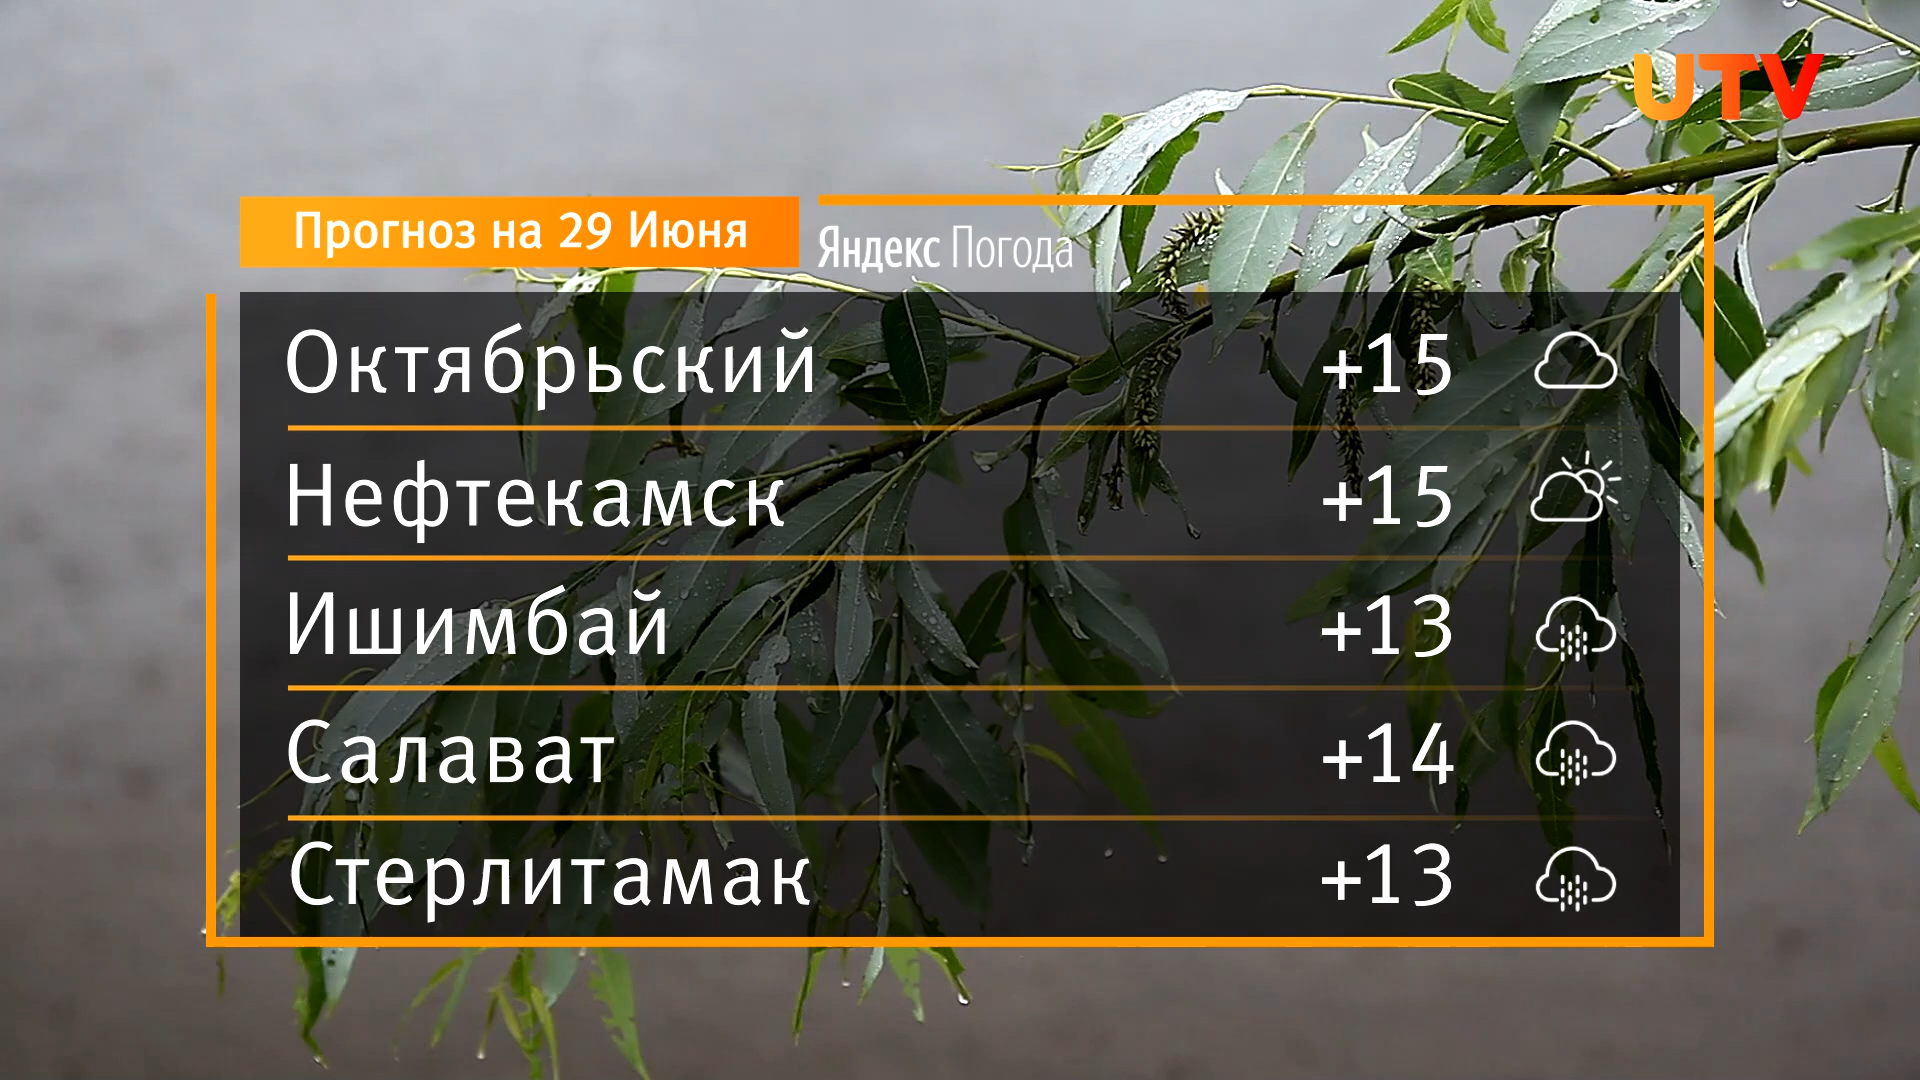 UTV
Прогноз на 29 Июня
Яндекс Погода
Октябрьский +15
Нефтекамск +15
Ишимбай +13
Салават +14
Стерлитамак +13